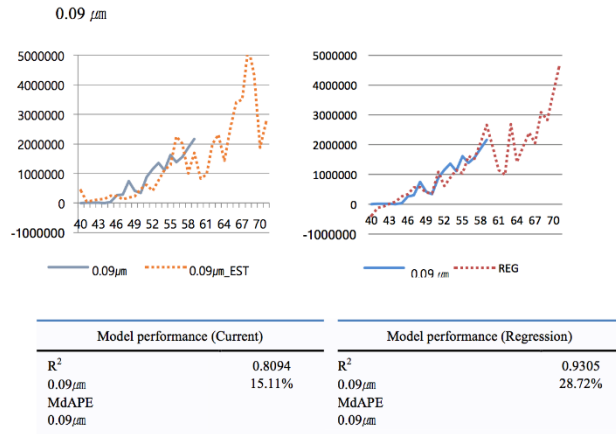 0.09 ㎛
5000000
4000000
3000000
2000000
1000000
0
-1000000
40 43 46 49 52 55 58 61 64 67 70
0.09㎛ 0.09㎛_EST
5000000
4000000
3000000
2000000
1000000
0
-1000000
40 43 46 49 52 55 58 61 64 67 70
0.09 ㎛ REG
Model performance (Current)
R² 0.8094
0.09㎛ 15.11%
MdAPE
0.09㎛
Model performance (Regression)
R² 0.9305
0.09㎛ 28.72%
MdAPE
0.09㎛